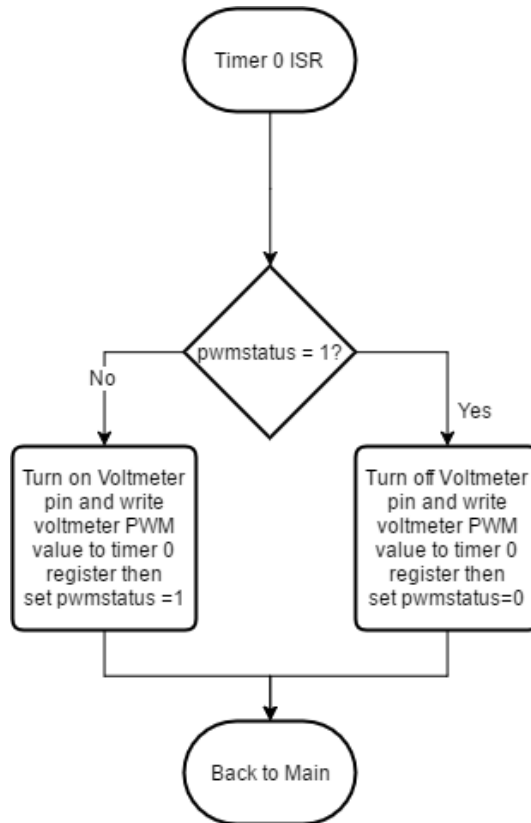 Timer 0 ISR
pwmstatus = 1?
No
Yes
Turn on Voltmeter
pin and write
voltmeter PWM
value to timer 0
register then
set pwmstatus =1
Turn off Voltmeter
pin and write
voltmeter PWM
value to timer 0
register then
set pwmstatus=0
Back to Main